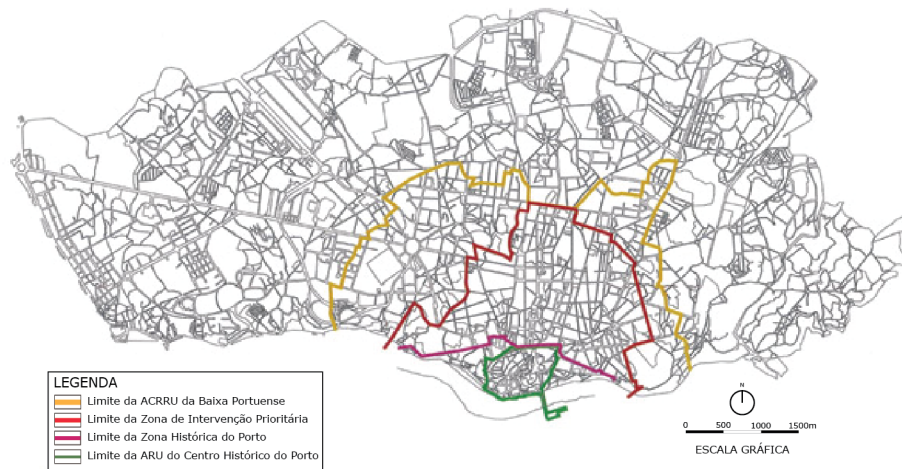 LEGENDA
Limite da ACRRU da Baixa Portuense
Limite da Zona de Intervenção Prioritária
Limite da Zona Histórica do Porto
Limite da ARU do Centro Histórico do Porto
N
0 500 1000 1500m
ESCALA GRÁFICA